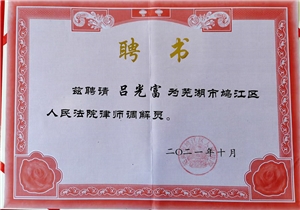 聘书
兹聘请 吕光富 为芜湖市鸠江区
人民法院律师调解员。
二〇二一年十月